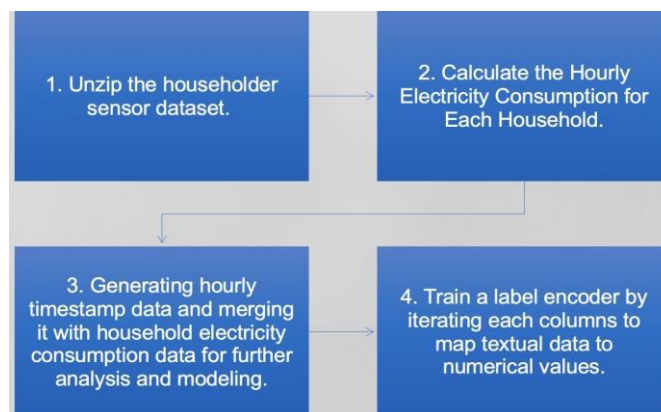 1. Unzip the householder
sensor dataset.
2. Calculate the Hourly
Electricity Consumption for
Each Household.
3. Generating hourly
timestamp data and merging
it with household electricity
consumption data for further
analysis and modeling.
4. Train a label encoder by
iterating each columns to
map textual data to
numerical values.